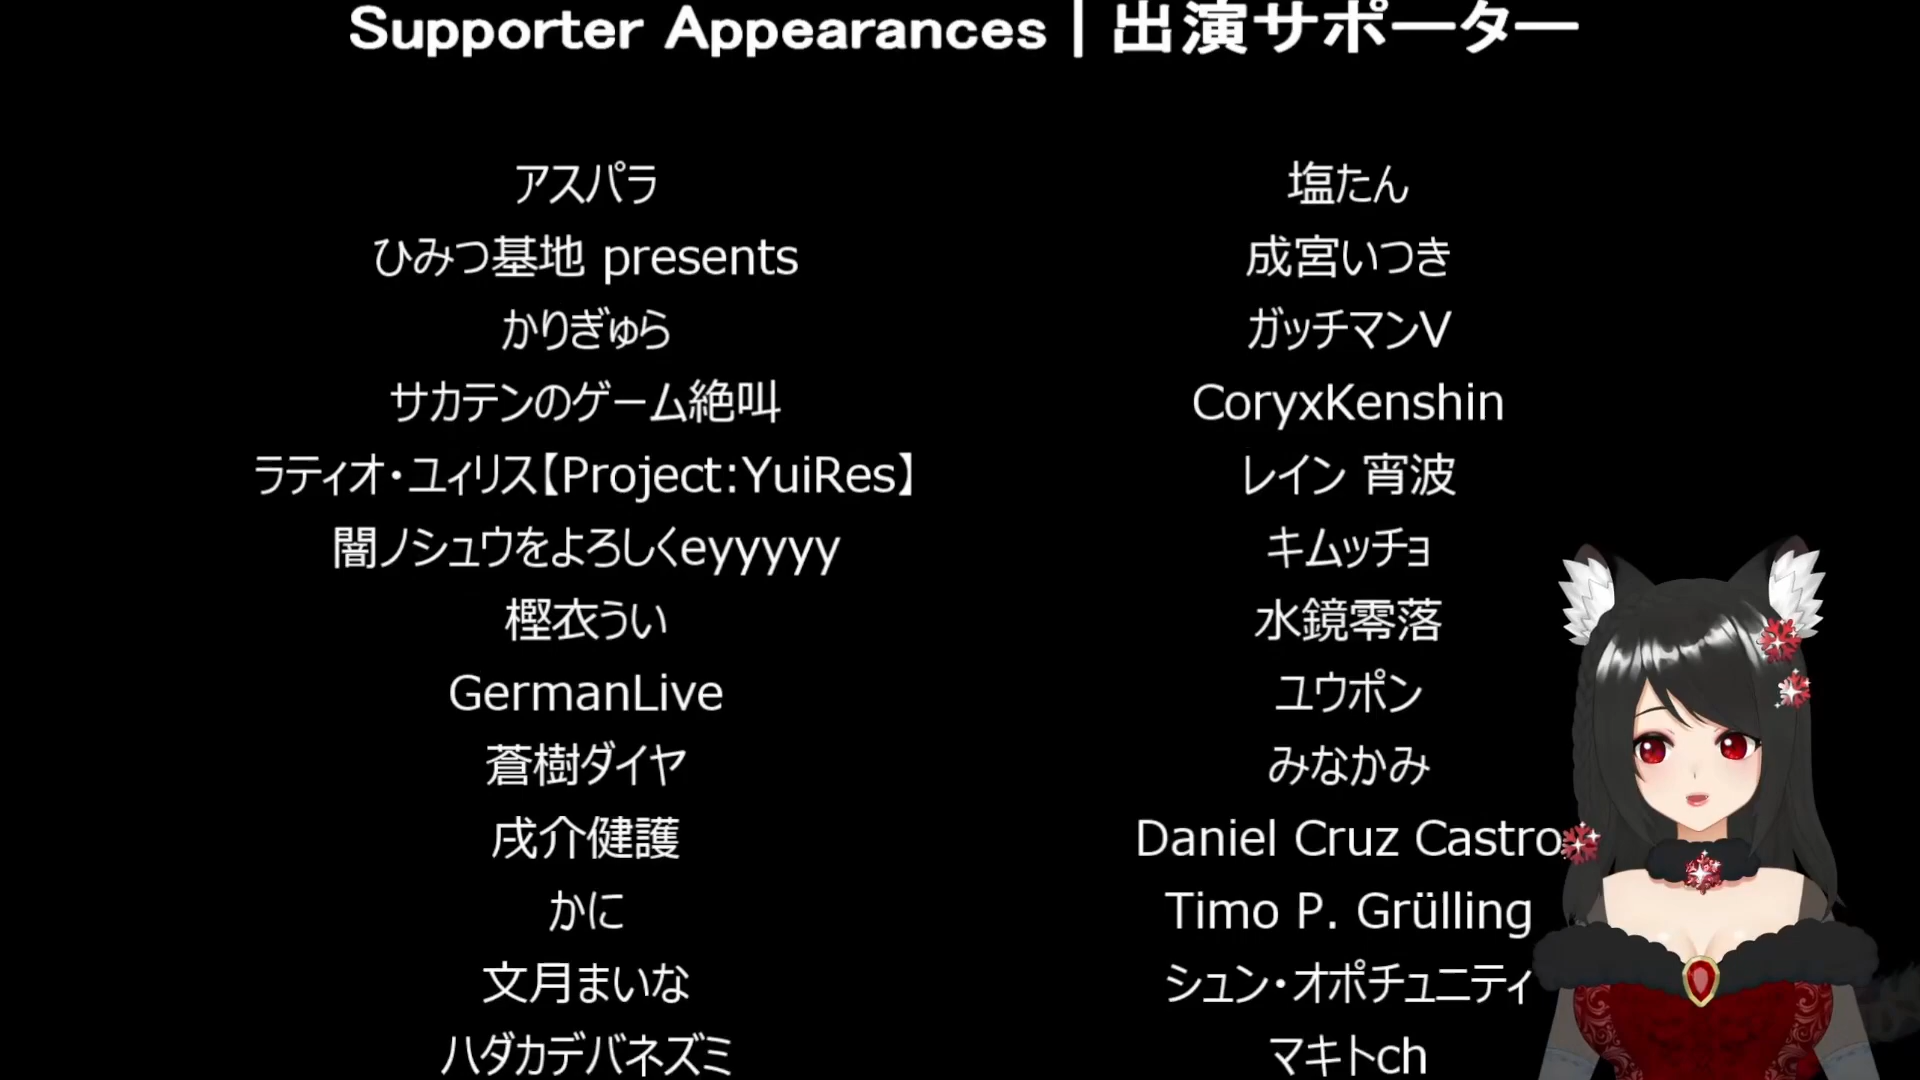 Supporter Appearances | 出演サポーター
アスパラ
塩たん
ひみつ基地 presents
成宮いつき
かりぎゅら
ガッチマンV
サカテンのゲーム絶叫
CoryxKenshin
ラティオ・ユィリス【Project:YuiRes】
レイン 宵波
闇ノシュウをよろしくeyyyyy
キムッチョ
樫衣うい
水鏡零落
GermanLive
ユウポン
蒼樹ダイヤ
みなかみ
戌介健護
Daniel Cruz Castro
かに
Timo P. Grülling
文月まいな
シュン・オポチュニティ
ハダカデバネズミ
マキトch